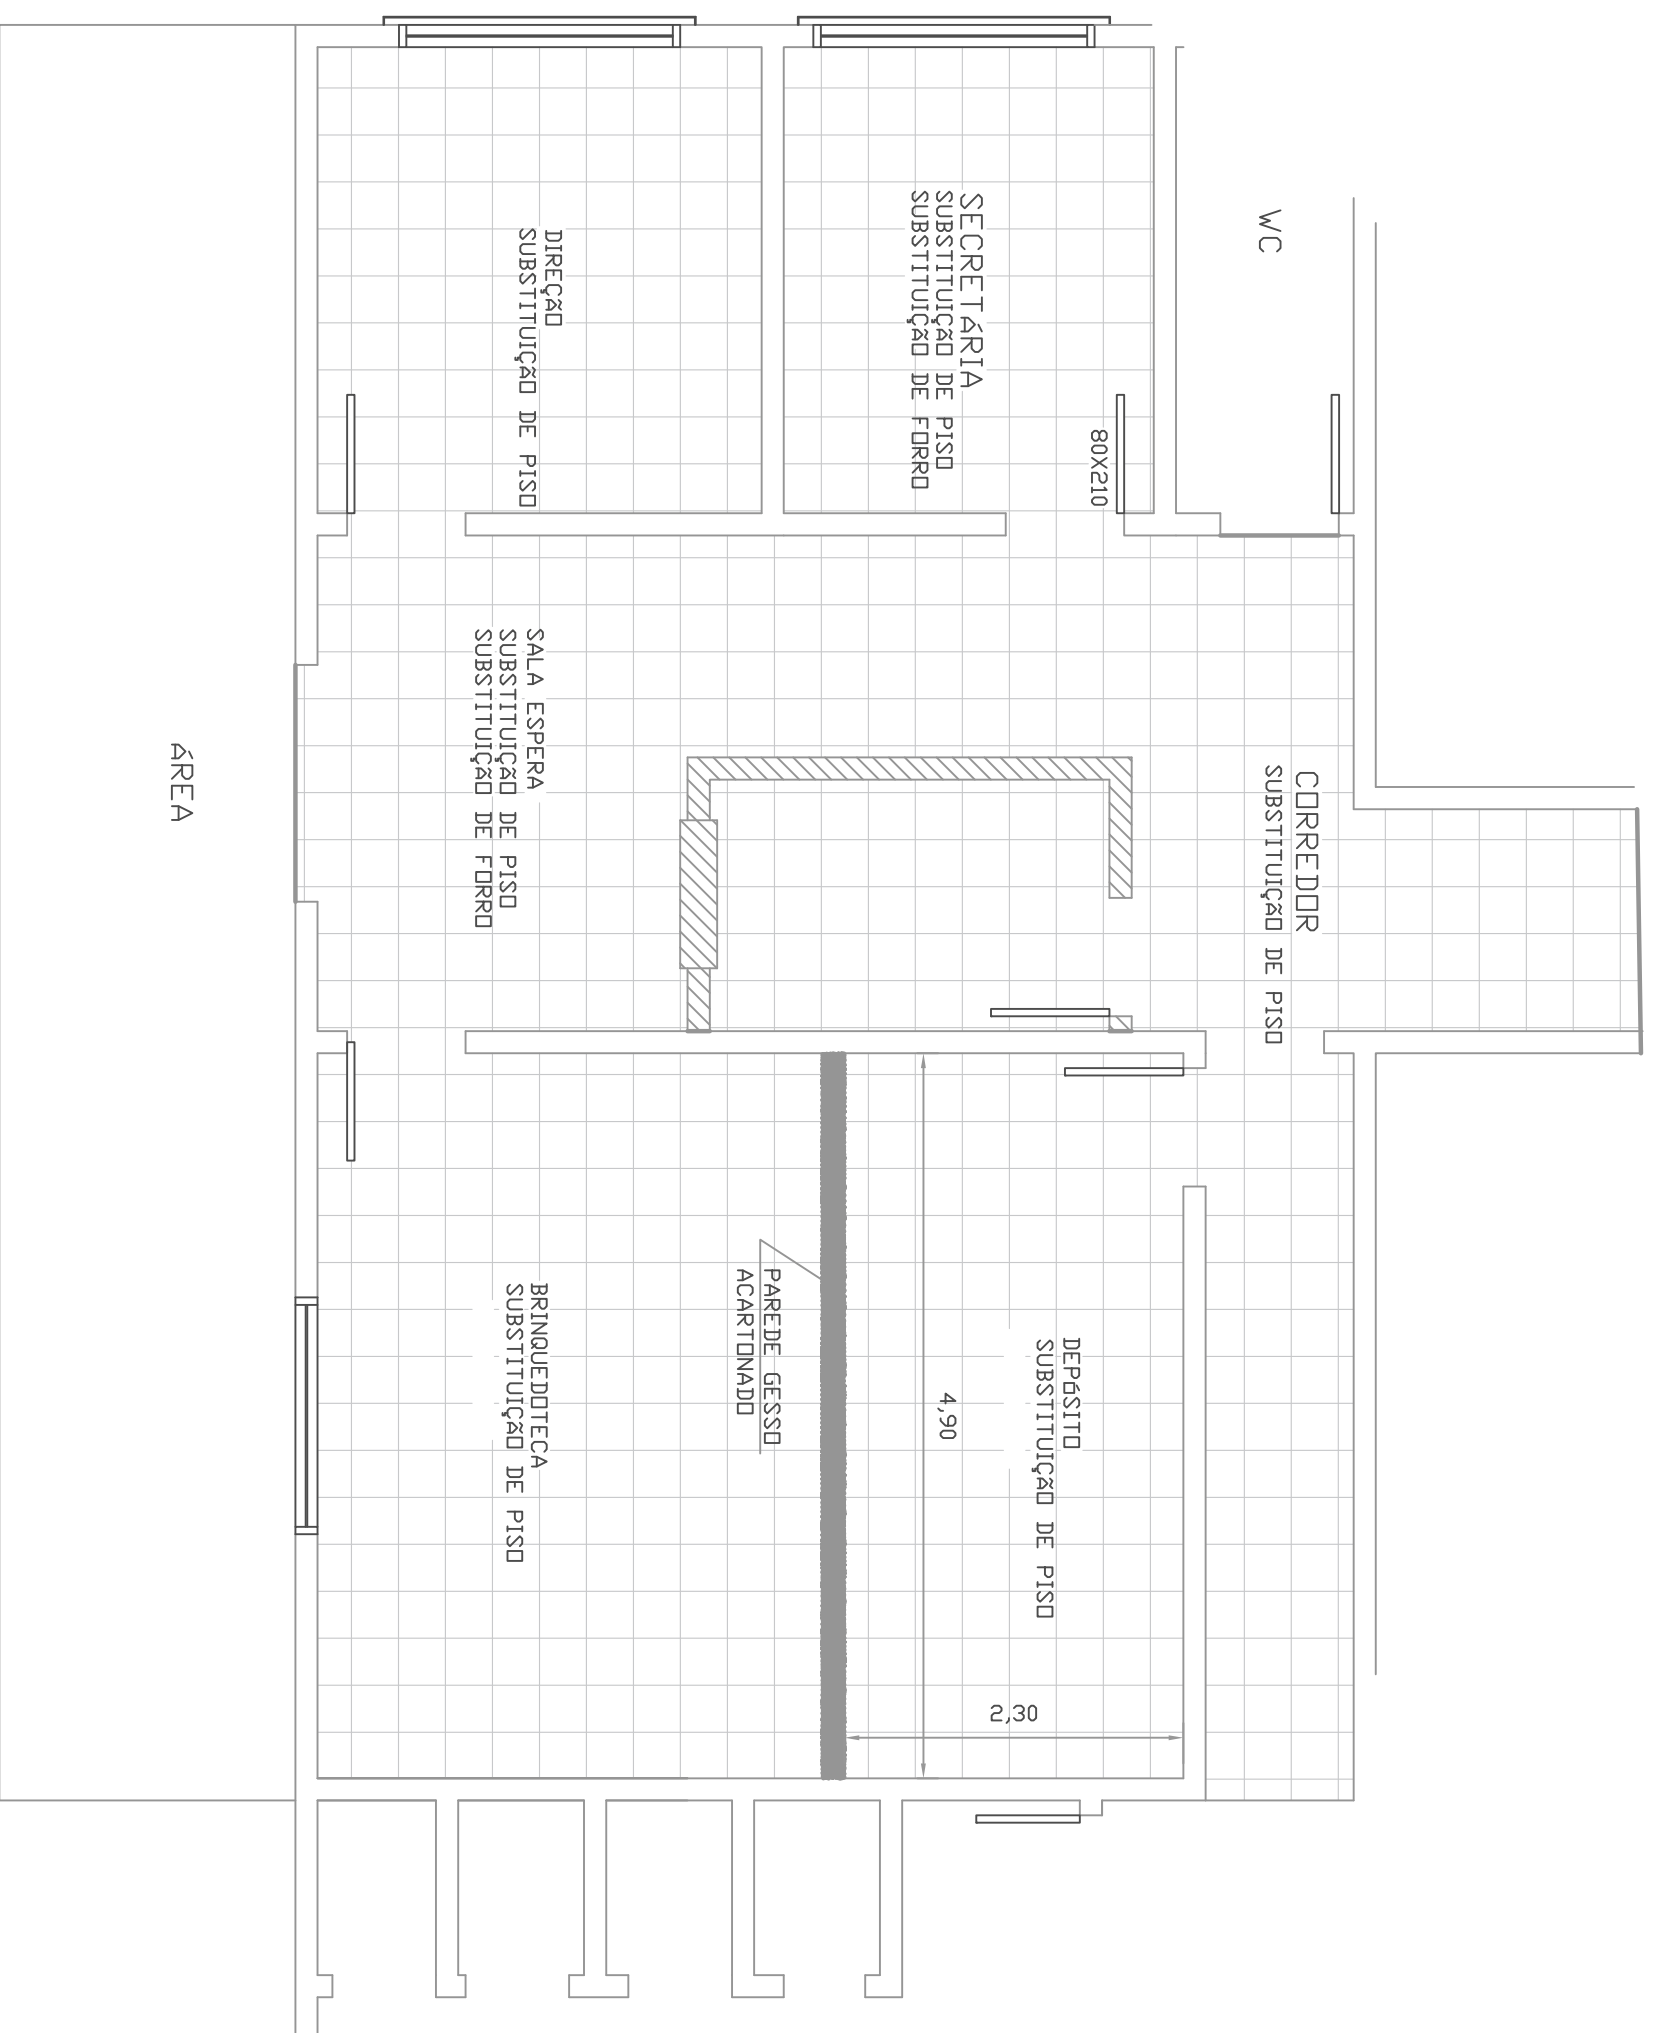 WC
SECRETÁRIA
SUBSTITUIÇÃO DE PISO
SUBSTITUIÇÃO DE FORRO
80X210
DIREÇÃO
SUBSTITUIÇÃO DE PISO
CORREDOR
SUBSTITUIÇÃO DE PISO
SALA ESPERA
SUBSTITUIÇÃO DE PISO
SUBSTITUIÇÃO DE FORRO
ÁREA
DEPÓSITO
SUBSTITUIÇÃO DE PISO
4,90
2,30
PAREDE GESSO
ACARTONADO
BRINQUEDOTECA
SUBSTITUIÇÃO DE PISO